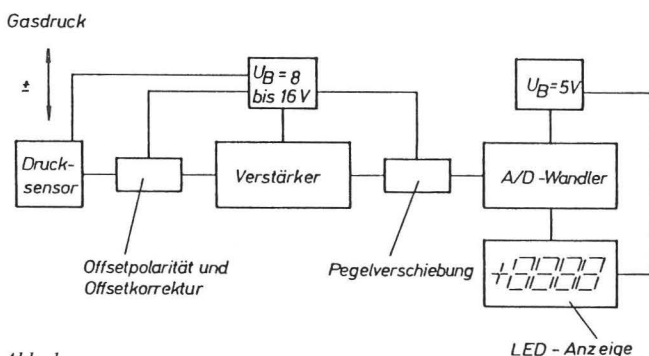 Gasdruck
±
U_B = 8
bis 16 V
U_B = 5V
Druck-
sensor
Verstärker
A/D - Wandler
Offsetpolarität und
Offsetkorrektur
Pegelverschiebung
LED - Anzeige